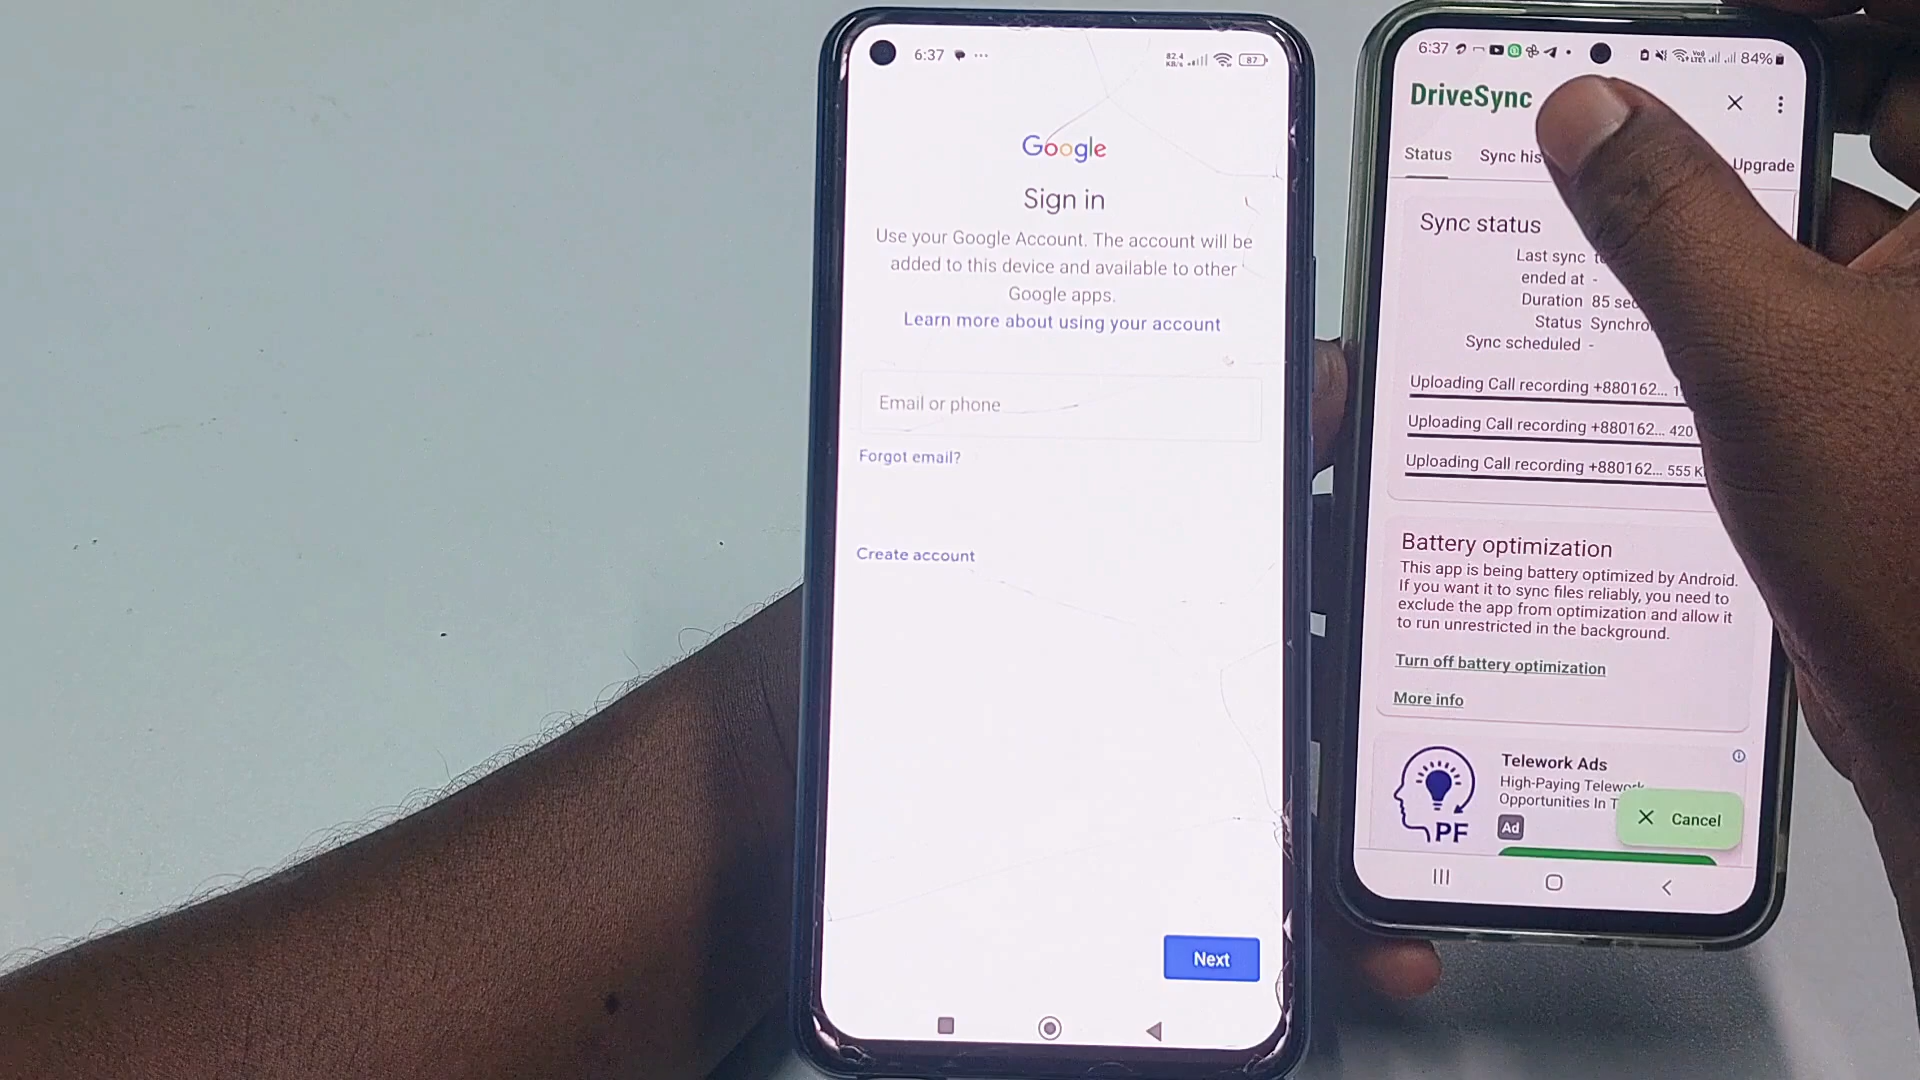 6:37
82.4
KB/s
87
Google
Sign in
Use your Google Account. The account will be
added to this device and available to other
Google apps.
Learn more about using your account
Email or phone
Forgot email?
Create account
Next
6:37
84%
DriveSync
Status Sync his
Upgrade
Sync status
Last sync
ended at -
Duration 85 sec
Status Synchro
Sync scheduled -
Uploading Call recording +880162...
Uploading Call recording +880162... 420
Uploading Call recording +880162... 555 K
Battery optimization
This app is being battery optimized by Android.
If you want it to sync files reliably, you need to
exclude the app from optimization and allow it
to run unrestricted in the background.
Turn off battery optimization
More info
Telework Ads
High-Paying Telework
Opportunities In T
PF
Ad
Cancel